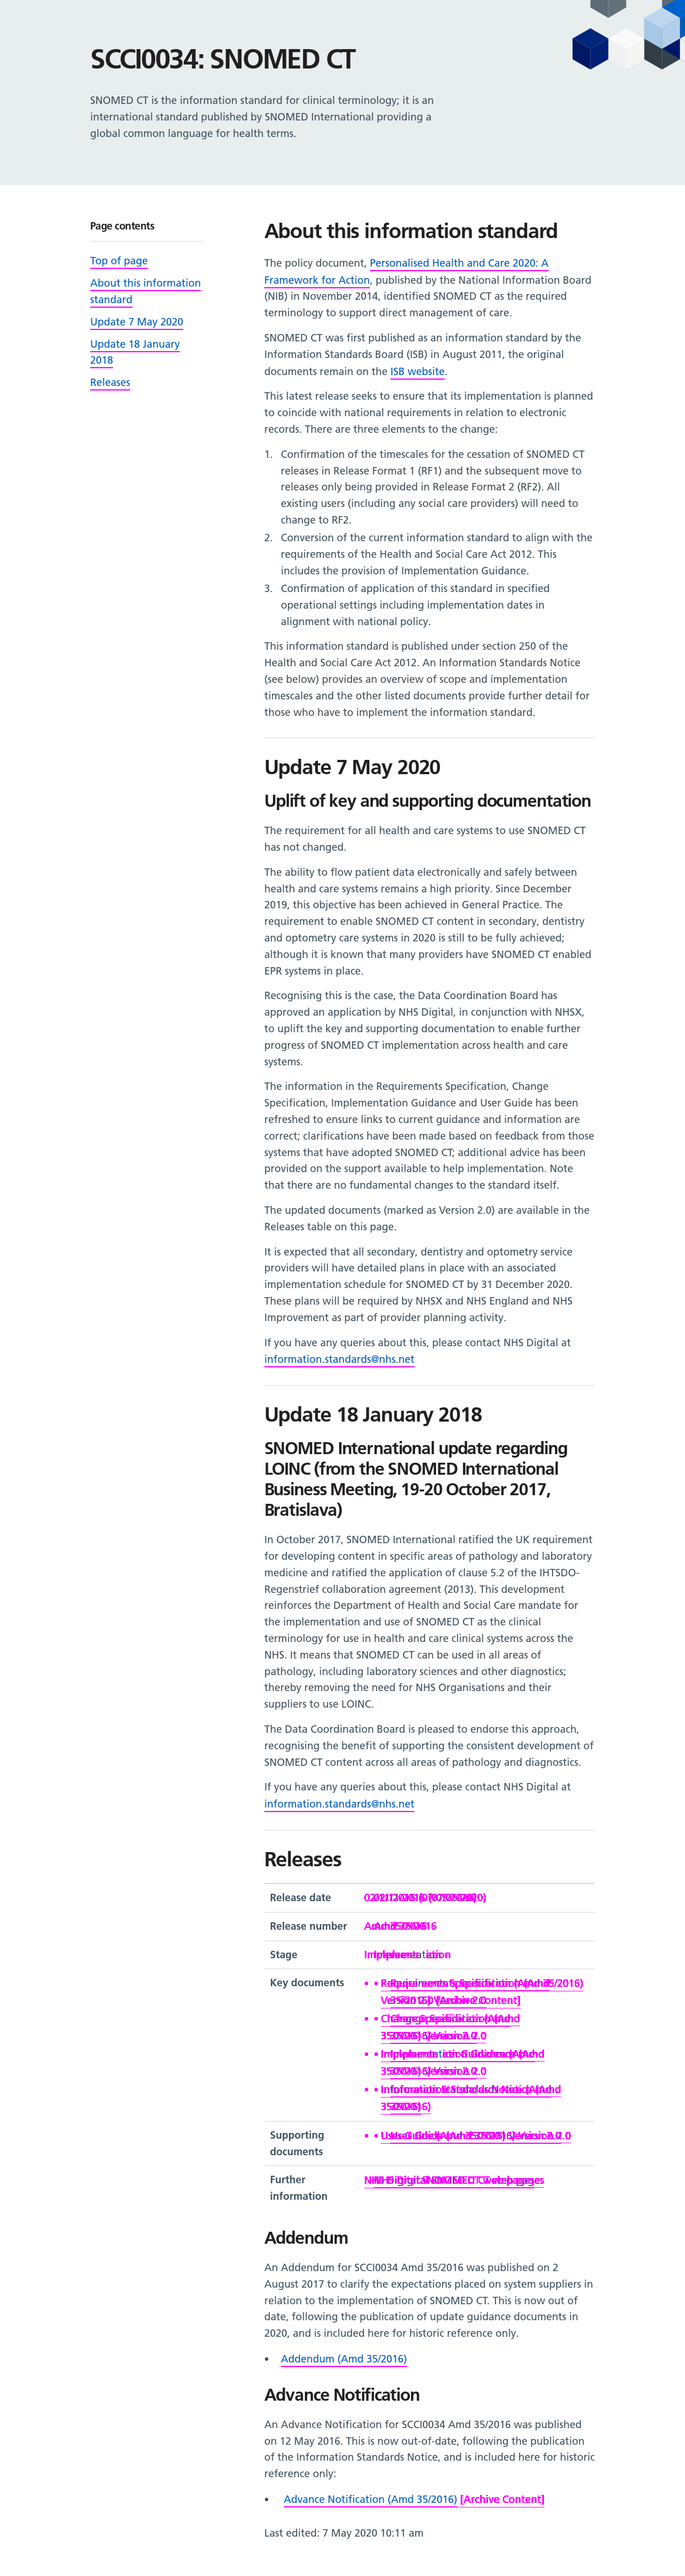 SCCI0034: SNOMED CT
SNOMED CT is the information standard for clinical terminology; it is an
international standard published by SNOMED International providing a
global common language for health terms.
Page contents
Top of page
About this information
standard
Update 7 May 2020
Update 18 January
2018
Releases
About this information standard
The policy document, Personalised Health and Care 2020: A
Framework for Action, published by the National Information Board
(NIB) in November 2014, identified SNOMED CT as the required
terminology to support direct management of care.
SNOMED CT was first published as an information standard by the
Information Standards Board (ISB) in August 2011, the original
documents remain on the ISB website.
This latest release seeks to ensure that its implementation is planned
to coincide with national requirements in relation to electronic
records. There are three elements to the change:
1. Confirmation of the timescales for the cessation of SNOMED CT
releases in Release Format 1 (RF1) and the subsequent move to
releases only being provided in Release Format 2 (RF2). All
existing users (including any social care providers) will need to
change to RF2.
2. Conversion of the current information standard to align with the
requirements of the Health and Social Care Act 2012. This
includes the provision of Implementation Guidance.
3. Confirmation of application of this standard in specified
operational settings including implementation dates in
alignment with national policy.
This information standard is published under section 250 of the
Health and Social Care Act 2012. An Information Standards Notice
(see below) provides an overview of scope and implementation
timescales and the other listed documents provide further detail for
those who have to implement the information standard.
Update 7 May 2020
Uplift of key and supporting documentation
The requirement for all health and care systems to use SNOMED CT
has not changed.
The ability to flow patient data electronically and safely between
health and care systems remains a high priority. Since December
2019, this objective has been achieved in General Practice. The
requirement to enable SNOMED CT content in secondary, dentistry
and optometry care systems in 2020 is still to be fully achieved;
although it is known that many providers have SNOMED CT enabled
EPR systems in place.
Recognising this is the case, the Data Coordination Board has
approved an application by NHS Digital, in conjunction with NHSX,
to uplift the key and supporting documentation to enable further
progress of SNOMED CT implementation across health and care
systems.
The information in the Requirements Specification, Change
Specification, Implementation Guidance and User Guide has been
refreshed to ensure links to current guidance and information are
correct; clarifications have been made based on feedback from those
systems that have adopted SNOMED CT; additional advice has been
provided on the support available to help implementation. Note
that there are no fundamental changes to the standard itself.
The updated documents (marked as Version 2.0) are available in the
Releases table on this page.
It is expected that all secondary, dentistry and optometry service
providers will have detailed plans in place with an associated
implementation schedule for SNOMED CT by 31 December 2020.
These plans will be required by NHSX and NHS England and NHS
Improvement as part of provider planning activity.
If you have any queries about this, please contact NHS Digital at
information.standards@nhs.net
Update 18 January 2018
SNOMED International update regarding
LOINC (from the SNOMED International
Business Meeting, 19-20 October 2017,
Bratislava)
In October 2017, SNOMED International ratified the UK requirement
for developing content in specific areas of pathology and laboratory
medicine and ratified the application of clause 5.2 of the IHTSDO-
Regenstrief collaboration agreement (2013). This development
reinforces the Department of Health and Social Care mandate for
the implementation and use of SNOMED CT as the clinical
terminology for use in health and care clinical systems across the
NHS. It means that SNOMED CT can be used in all areas of
pathology, including laboratory sciences and other diagnostics;
thereby removing the need for NHS Organisations and their
suppliers to use LOINC.
The Data Coordination Board is pleased to endorse this approach,
recognising the benefit of supporting the consistent development of
SNOMED CT content across all areas of pathology and diagnostics.
If you have any queries about this, please contact NHS Digital at
information.standards@nhs.net
Releases
Release date
Release number
Stage
Implementation
Key documents
Supporting
documents
Further
information
Addendum
An Addendum for SCCI0034 Amd 35/2016 was published on 2
August 2017 to clarify the expectations placed on system suppliers in
relation to the implementation of SNOMED CT. This is now out of
date, following the publication of update guidance documents in
2020, and is included here for historic reference only.
• Addendum (Amd 35/2016)
Advance Notification
An Advance Notification for SCCI0034 Amd 35/2016 was published
on 12 May 2016. This is now out-of-date, following the publication
of the Information Standards Notice, and is included here for historic
reference only:
• Advance Notification (Amd 35/2016) [Archive Content]
Last edited: 7 May 2020 10:11 am